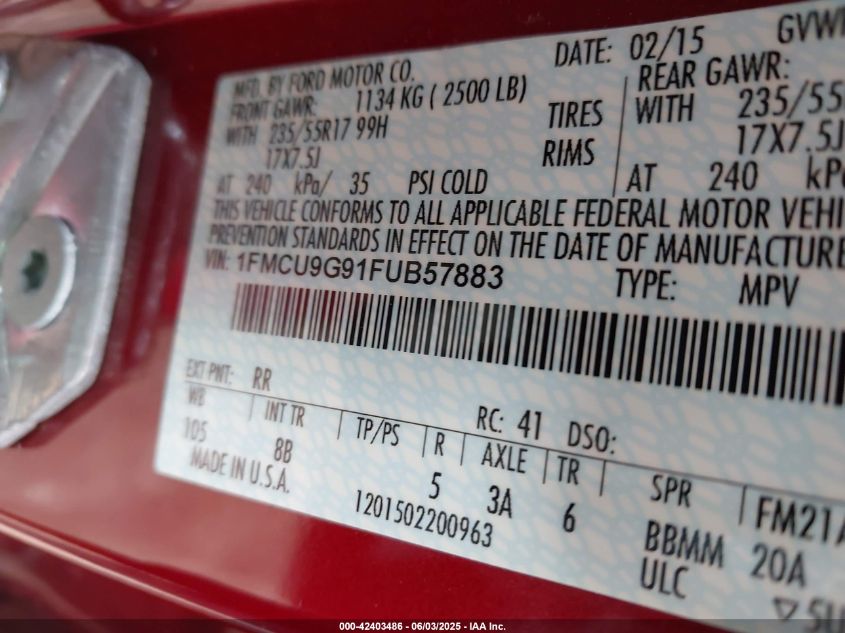 MFD. BY FORD MOTOR CO.
DATE: 02/15
FRONT GAWR: 1134 KG ( 2500 LB)
REAR GAWR:
WITH 235/55R17 99H
TIRES
WITH 235/55
17X7.5J
RIMS
17X7.5J
AT 240 kPa/ 35 PSI COLD
AT 240
THIS VEHICLE CONFORMS TO ALL APPLICABLE FEDERAL MOTOR
PREVENTION STANDARDS IN EFFECT ON THE DATE OF
VIN: 1FMCU9G91FUB57883
TYPE: MPV
EXT PNT: RR
RC: 41 DSO:
WB INT TR TP/PS R AXLE TR SPR
105 8B 5 3A 6 BBMM
FM21A
20A
MADE IN U.S.A.
1201502200963
ULC
000-42403486 - 06/03/2025 - IAA Inc.